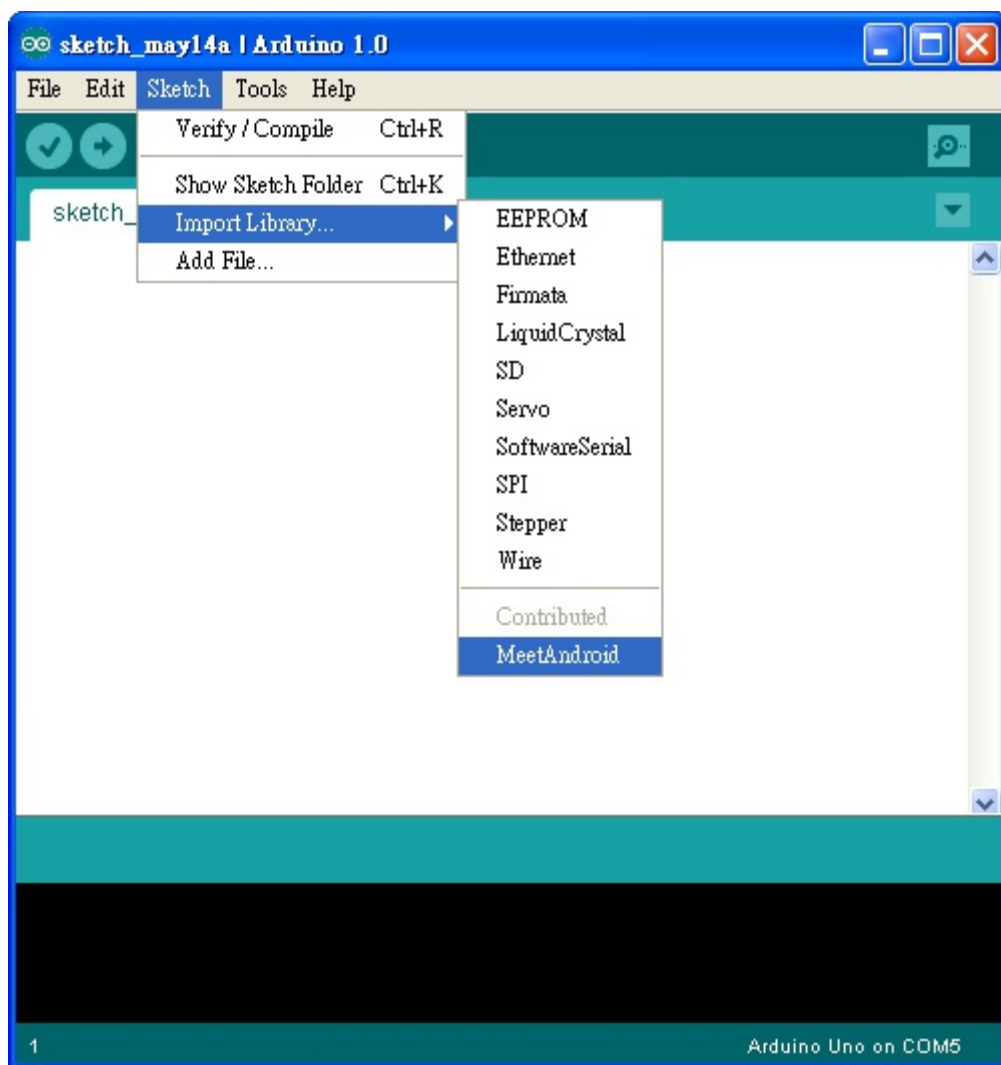 sketch_may14a | Arduino 1.0
File Edit Sketch Tools Help
Verify / Compile Ctrl+R
Show Sketch Folder Ctrl+K
sketch_
Import Library...
Add File...
EEPROM
Ethernet
Firmata
LiquidCrystal
SD
Servo
SoftwareSerial
SPI
Stepper
Wire
Contributed
MeetAndroid
1 Arduino Uno on COM5